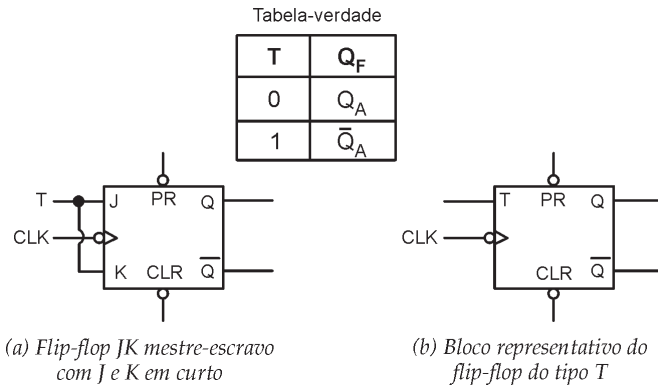 Tabela-verdade
T Q_F
0 Q_A
1 Q̅_A
T J PR Q
CLK
K CLR Q̅
T PR Q
CLK
CLR Q̅
(a) Flip-flop JK mestre-escravo
com J e K em curto
(b) Bloco representativo do
flip-flop do tipo T